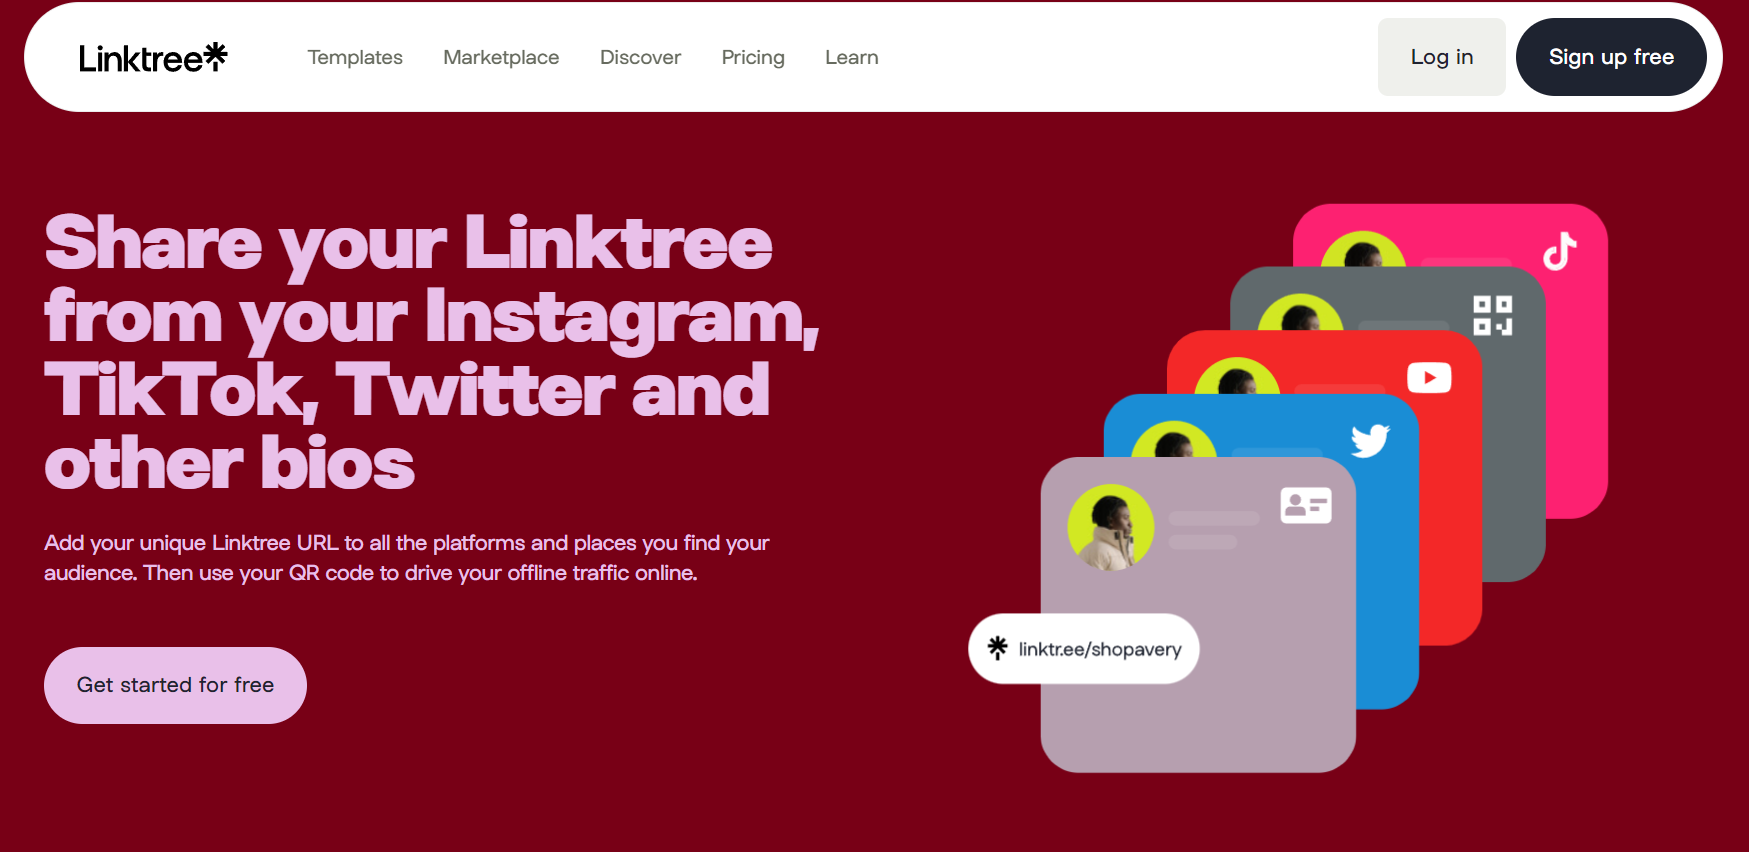 Linktree
Templates
Marketplace
Discover
Pricing
Learn
Log in
Sign up free
Share your Linktree
from your Instagram,
TikTok, Twitter and
other bios
Add your unique Linktree URL to all the platforms and places you find your
audience. Then use your QR code to drive your offline traffic online.
Get started for free
linktr.ee/shopavery